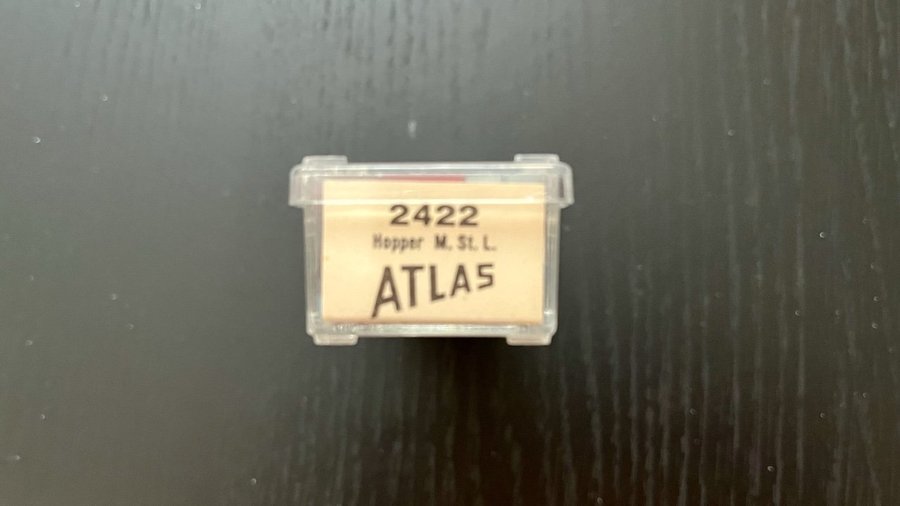 2422
Hopper M. St. L.
ATLAS